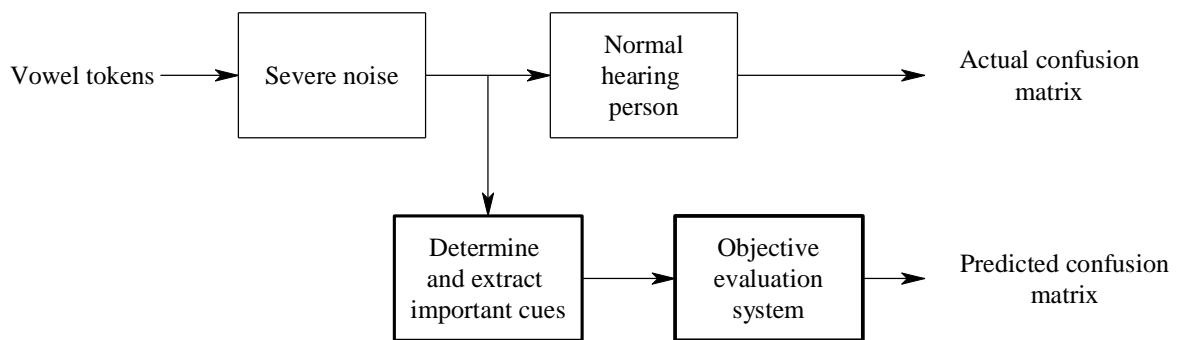 Vowel tokens
Severe noise
Normal
hearing
person
Actual confusion
matrix
Determine
and extract
important cues
Objective
evaluation
system
Predicted confusion
matrix